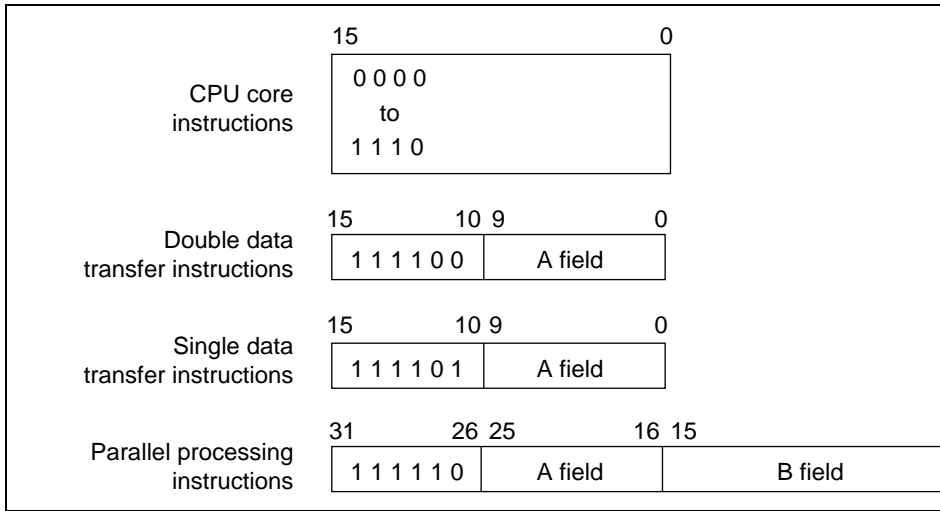 15 0
CPU core
instructions
0 0 0 0
to
1 1 1 0
15 10 9 0
Double data
transfer instructions
1 1 1 1 0 0 A field
15 10 9 0
Single data
transfer instructions
1 1 1 1 0 1 A field
31 26 25 16 15
Parallel processing
instructions
1 1 1 1 1 0 A field B field